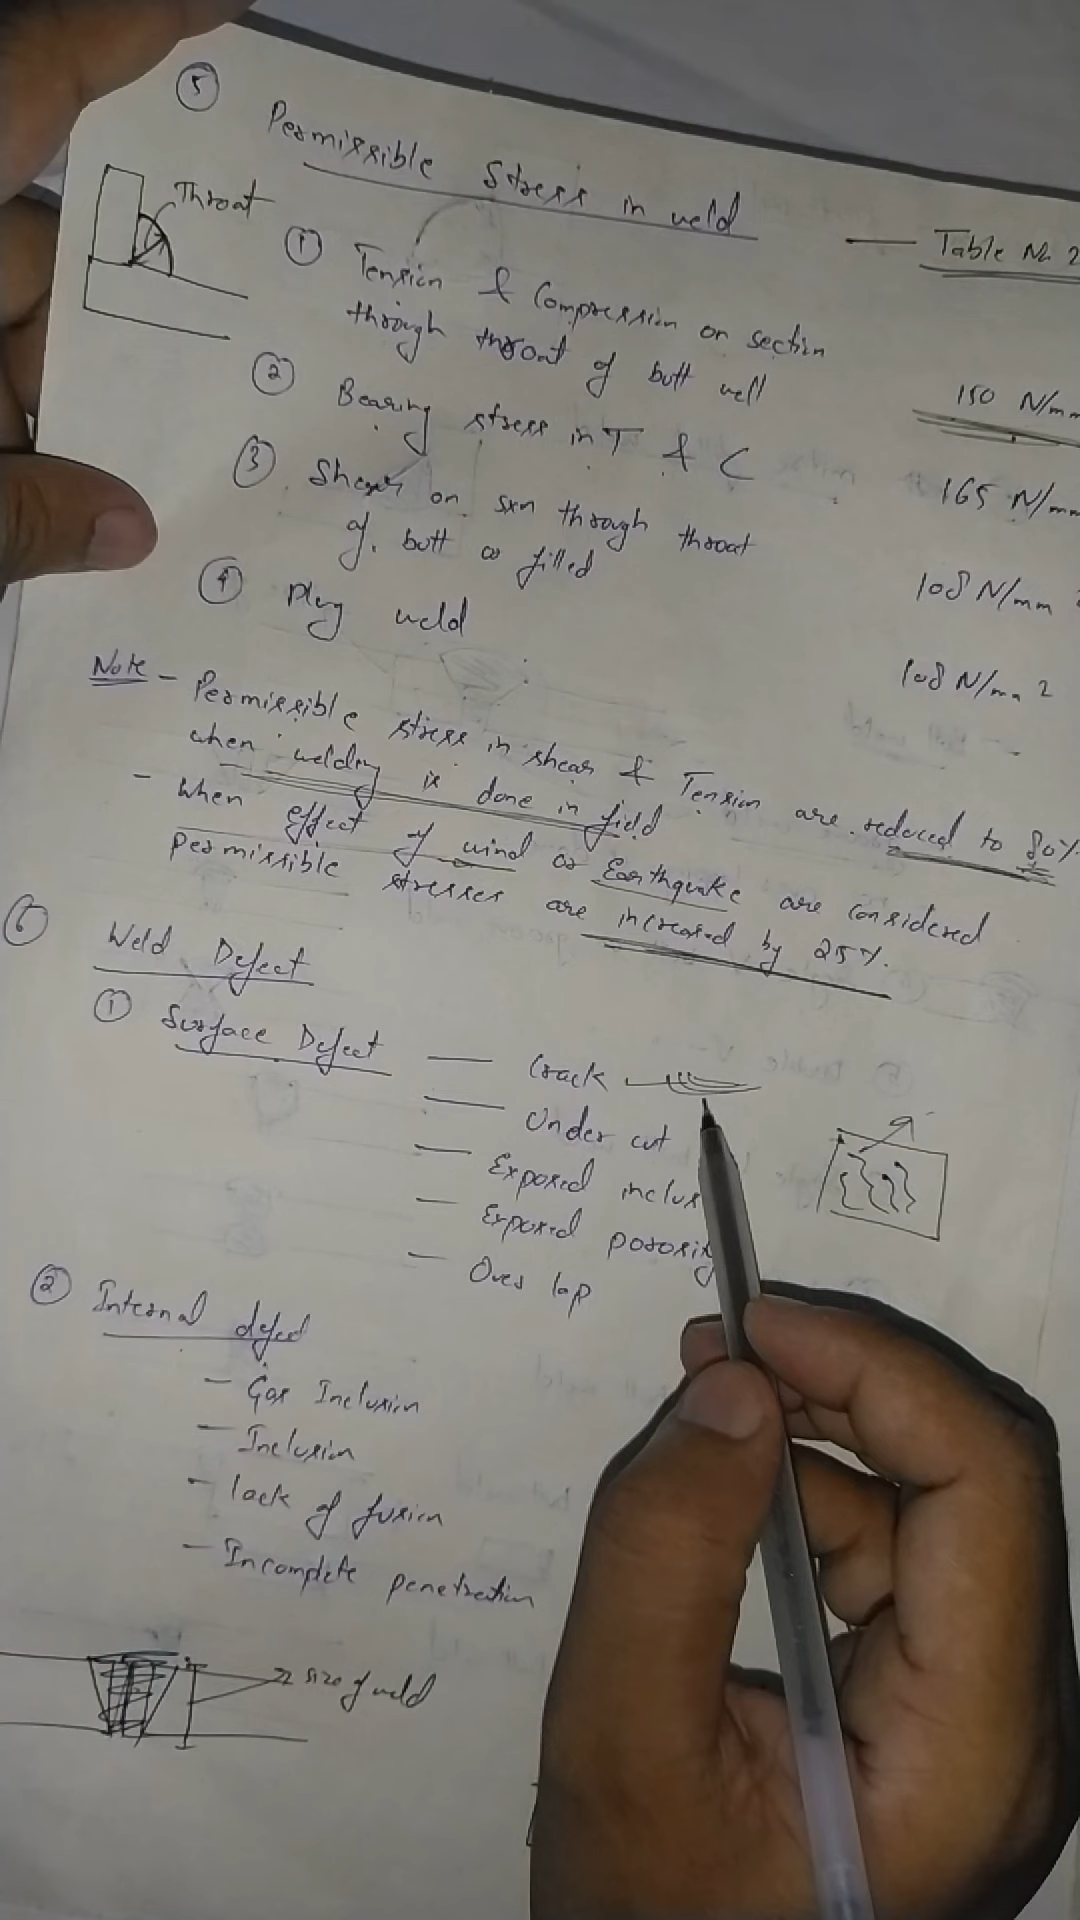 5
Permissible Stress in weld — Table No. 2
Throat
1 Tension & Compression on section
through throat of butt well 150 N/mm
2 Bearing stress in T & C 165 N/mm
3 Shear on sxn through throat
of butt or filled 108 N/mm 2
4 Plug weld 108 N/mm 2
Note - Permissible stress in shear & Tension are reduced to 80%
when welding is done in field
- When effect of wind or Earthquake are considered
permissible stresses are increased by 25%.
6 Weld Defect
1 Surface Defect — Crack
— Under cut
— Exposed inclus
— Exposed porosity
— Over lap
2 Internal defect
- Gas Inclusion
- Inclusion
- lack of fusion
- Incomplete penetration
size of weld